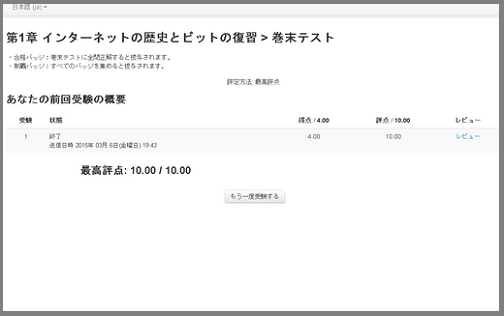 日本語 (ja)
第1章 インターネットの歴史とビットの復習 > 巻末テスト
・合格バッジ：巻末テストに全問正解すると授与されます。
・制覇バッジ：すべてのバッジを集めると授与されます。
評定方法: 最高評点
あなたの前回受験の概要
受験 状態 得点 / 4.00 評点 / 10.00 レビュー
1 終了 4.00 10.00 レビュー
送信日時 2015年 03月 6日(金曜日) 19:43
最高評点: 10.00 / 10.00
もう一度受験する